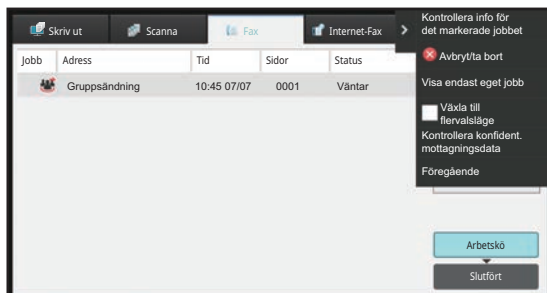 Skriv ut
Scanna
Fax
Internet-Fax
Jobb Adress Tid Sidor Status
Gruppsändning 10:45 07/07 0001 Väntar
Kontrollera info för
det markerade jobbet
Avbryt/ta bort
Visa endast eget jobb
Växla till
flervalsläge
Kontrollera konfident.
mottagningsdata
Föregående
Arbetskö
Slutfört